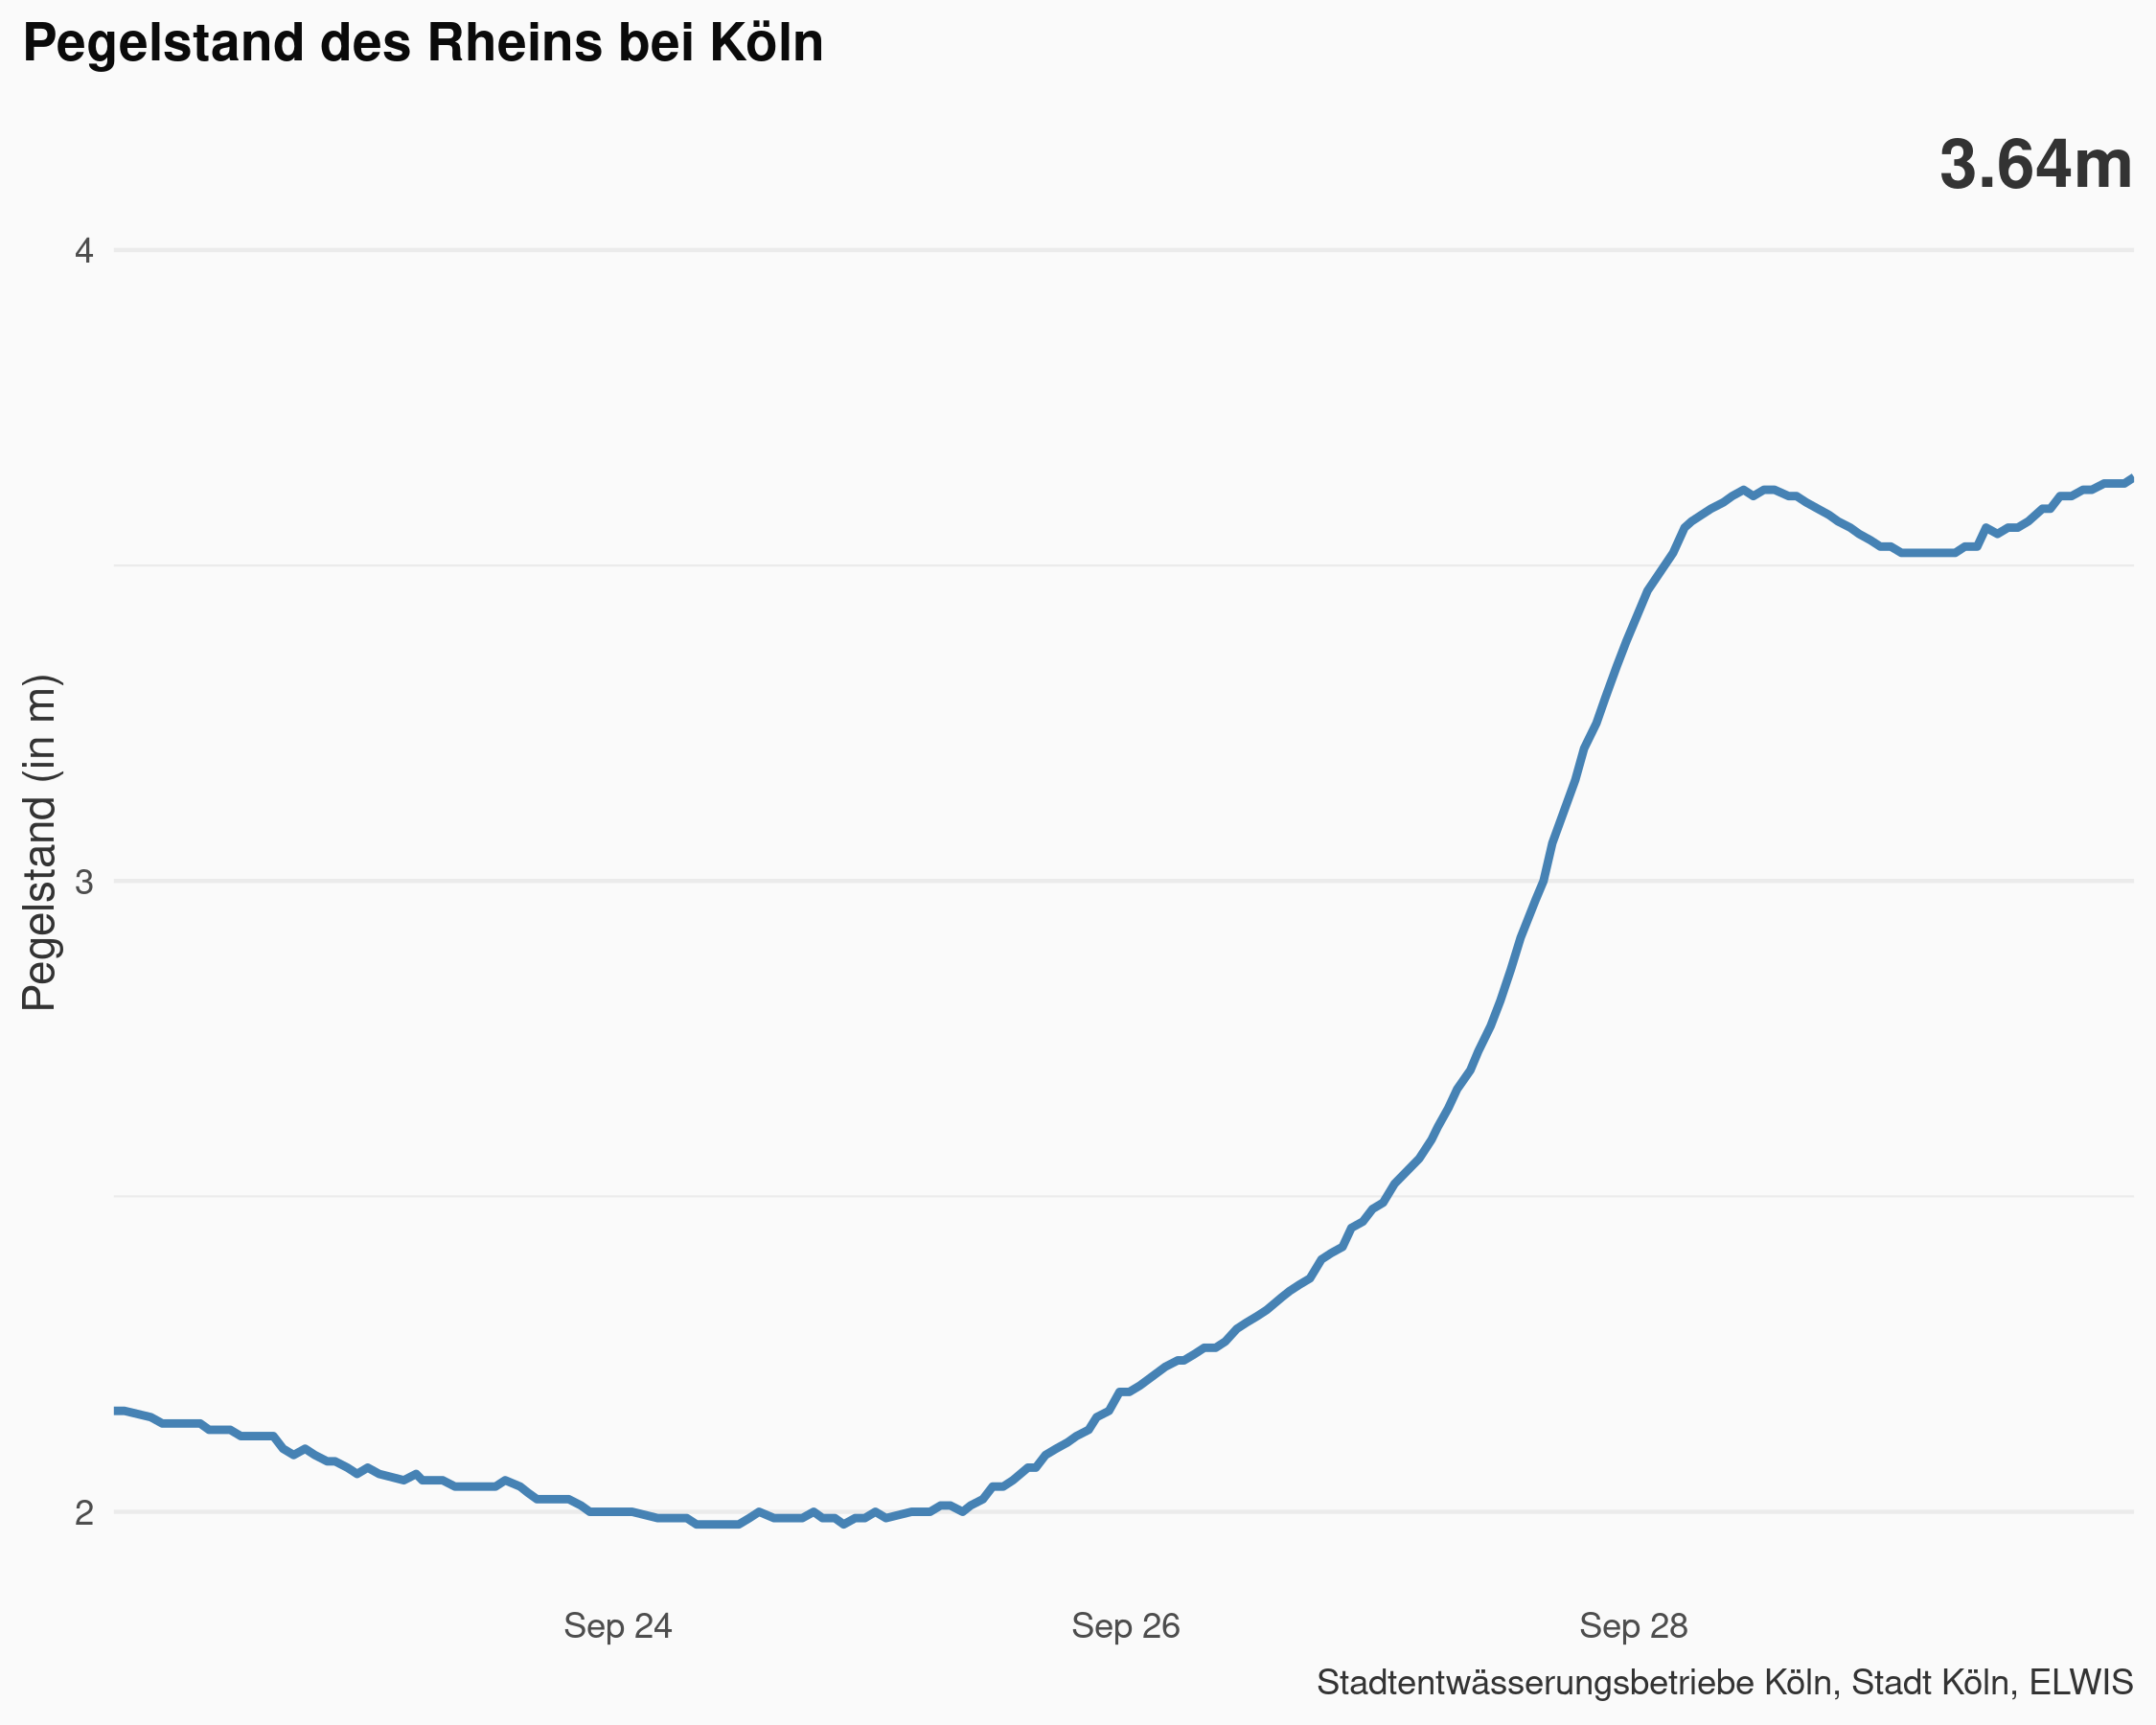 Pegelstand des Rheins bei Köln
3.64m
4
3
2
Pegelstand (in m)
Sep 24
Sep 26
Sep 28
Stadtentwässerungsbetriebe Köln, Stadt Köln, ELWIS